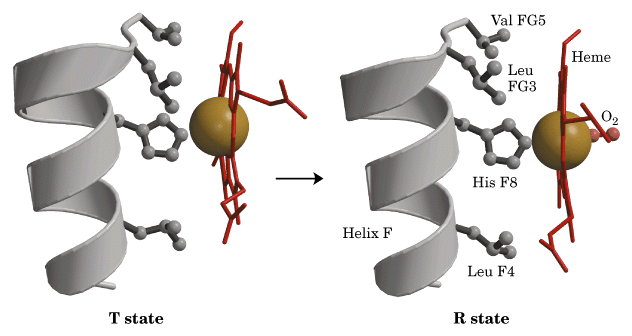 Val FG5
Heme
Leu
FG3
O₂
His F8
Helix F
Leu F4
T state
R state